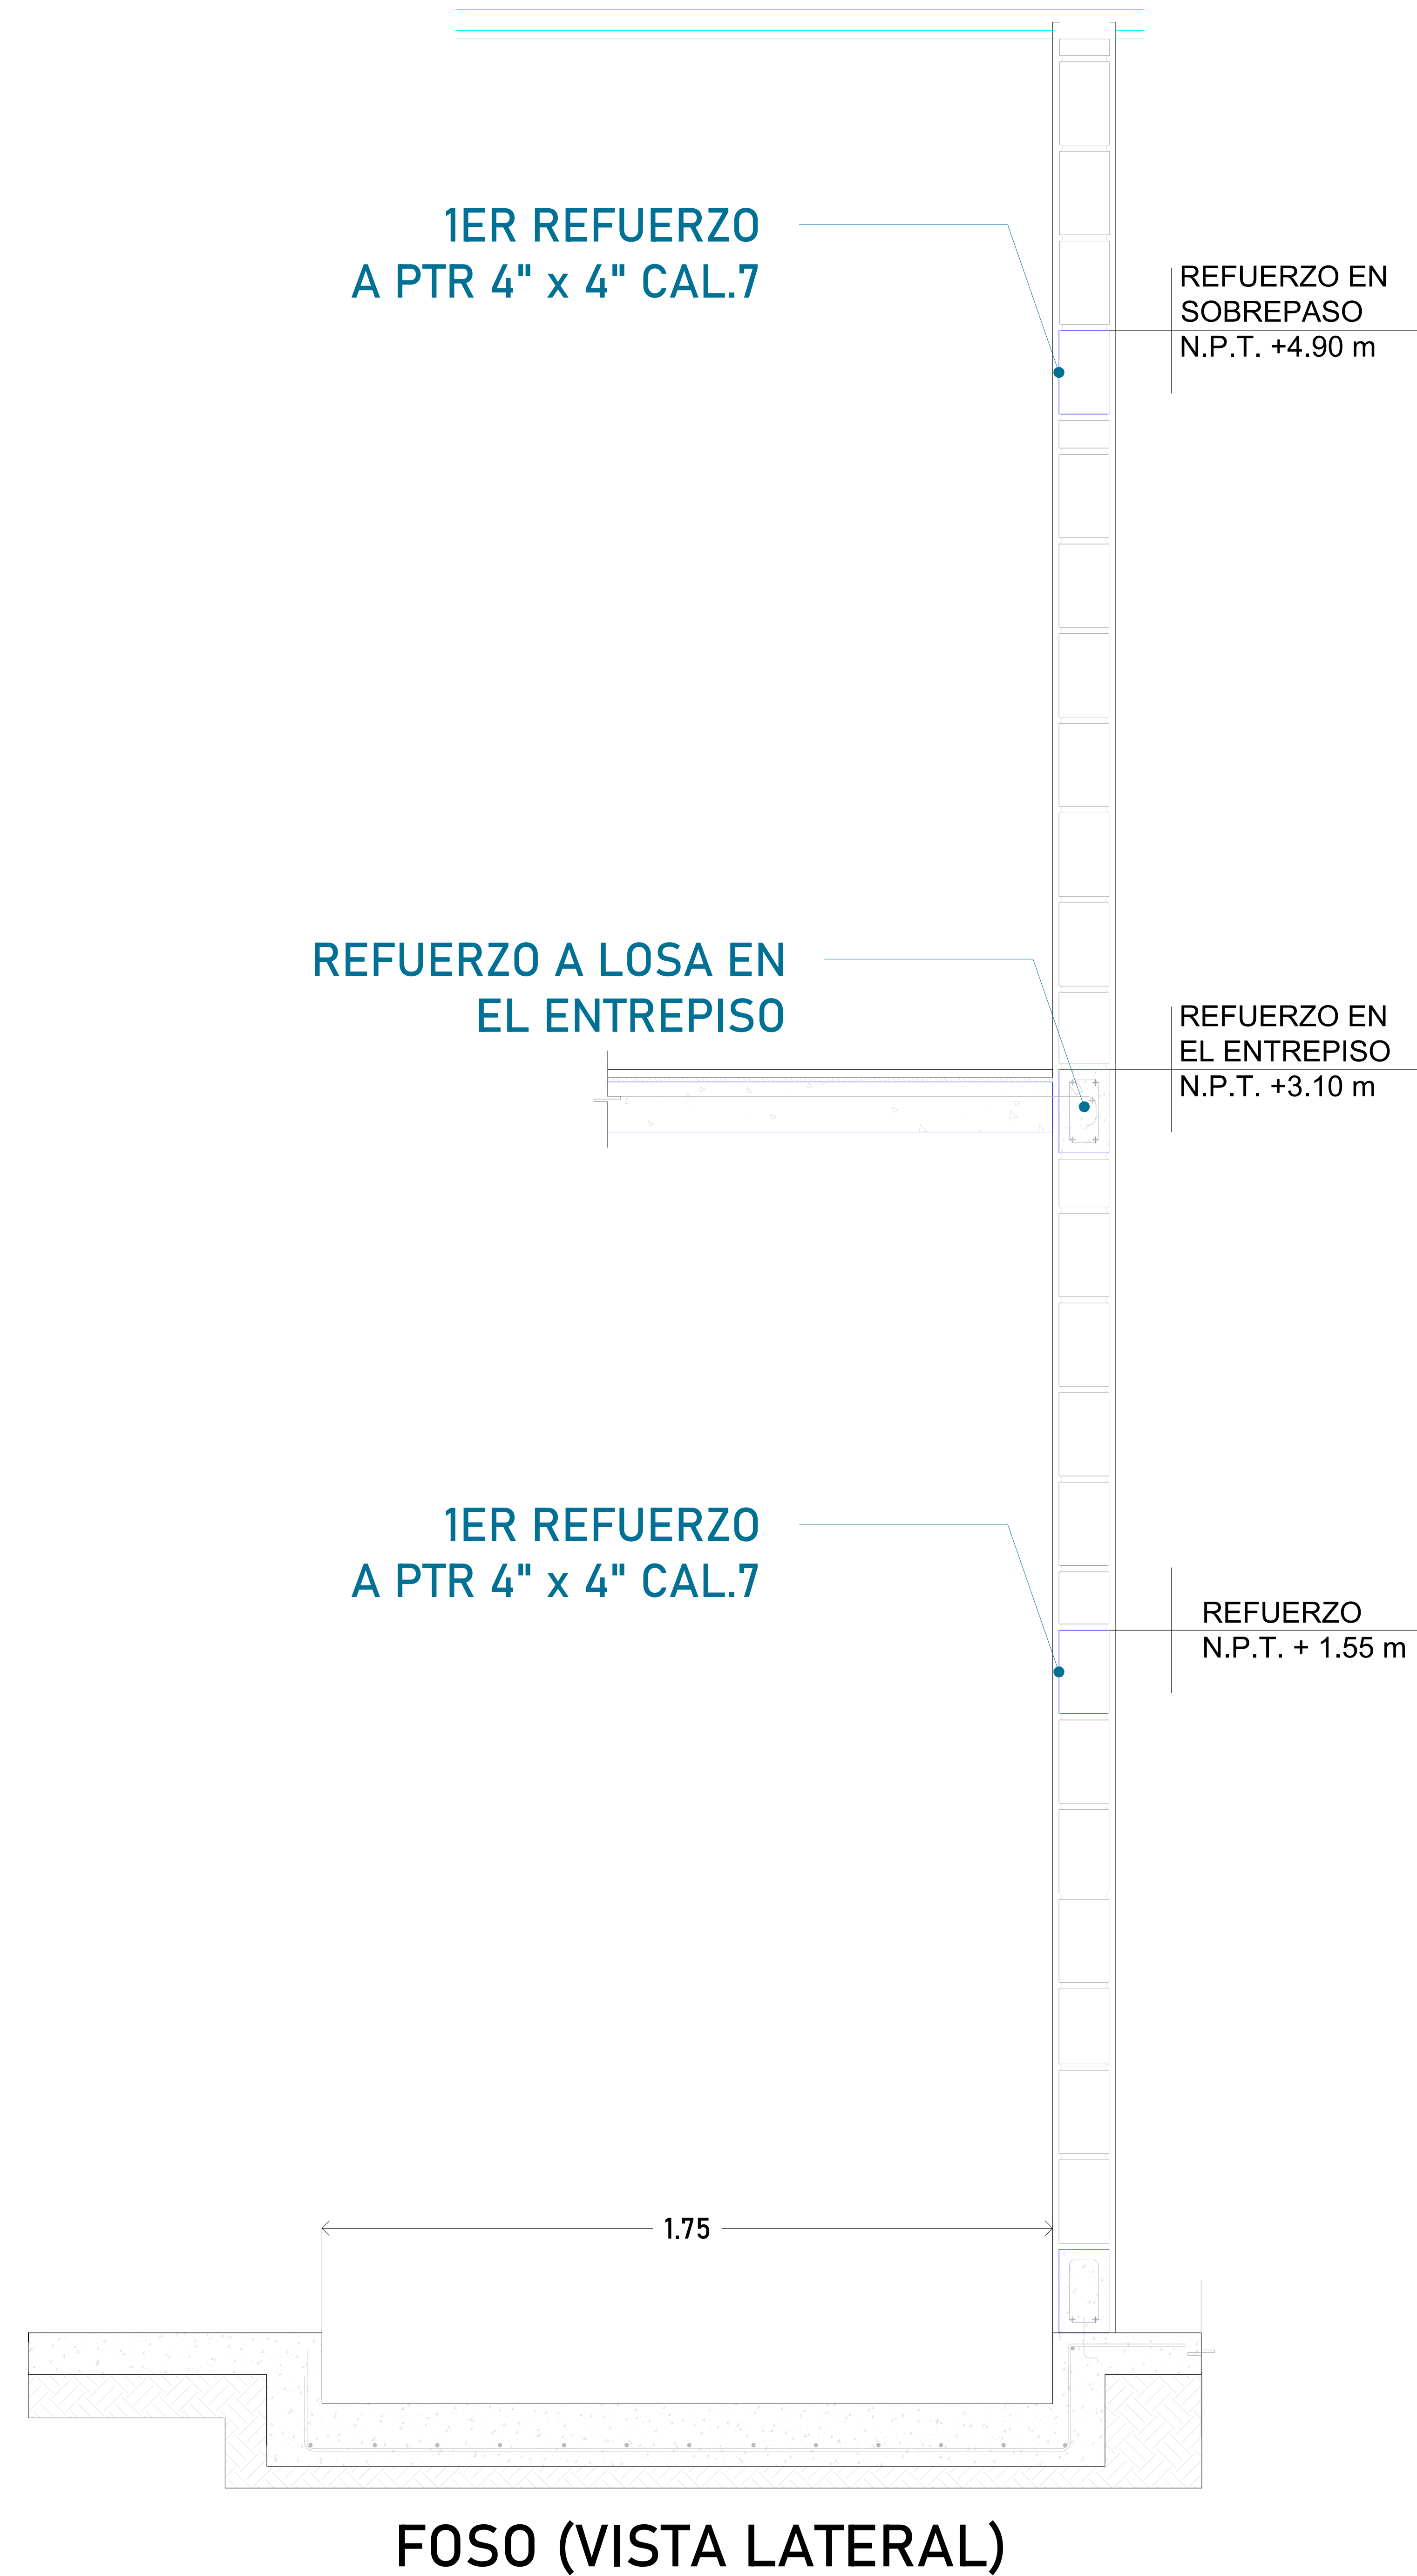 1ER REFUERZO
A PTR 4" x 4" CAL.7
REFUERZO EN
SOBREPASO
N.P.T. +4.90 m
REFUERZO A LOSA EN
EL ENTREPISO
REFUERZO EN
EL ENTREPISO
N.P.T. +3.10 m
1ER REFUERZO
A PTR 4" x 4" CAL.7
REFUERZO
N.P.T. + 1.55 m
1.75
FOSO (VISTA LATERAL)